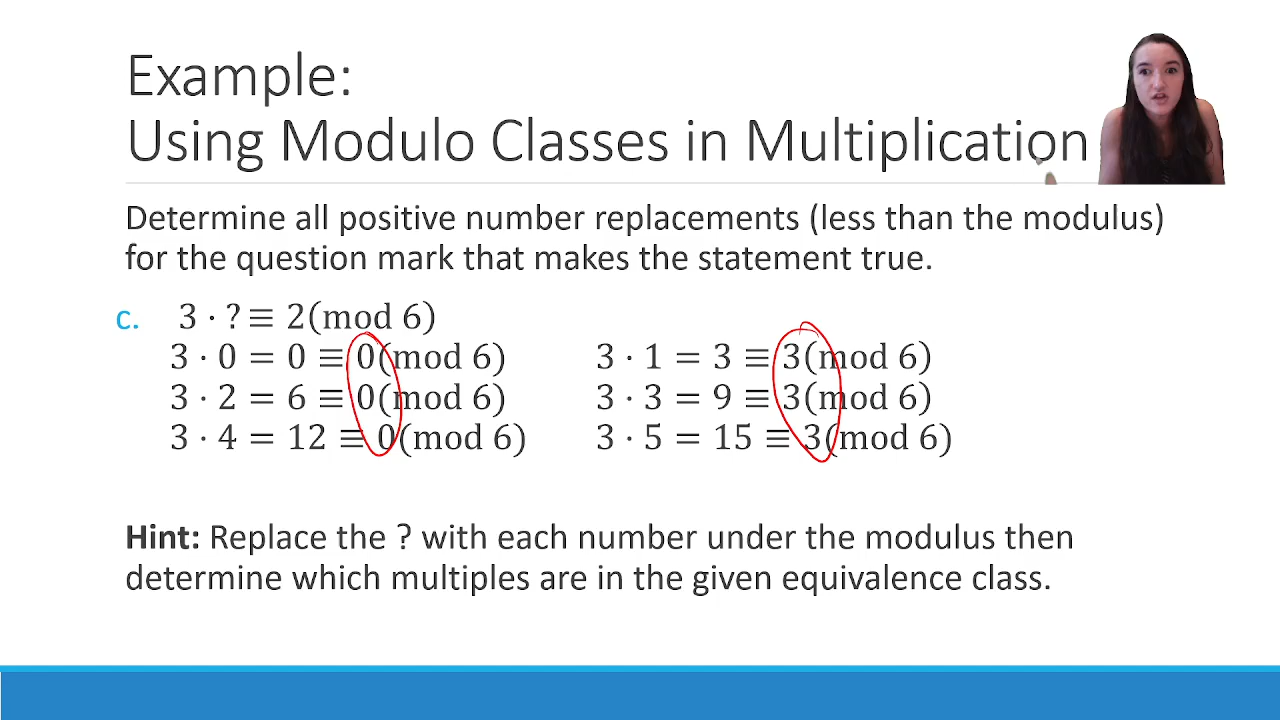 Example:
Using Modulo Classes in Multiplication
Determine all positive number replacements (less than the modulus)
for the question mark that makes the statement true.
c. 3 · ? ≡ 2(mod 6)
3 · 0 = 0 ≡ 0(mod 6) 3 · 1 = 3 ≡ 3(mod 6)
3 · 2 = 6 ≡ 0(mod 6) 3 · 3 = 9 ≡ 3(mod 6)
3 · 4 = 12 ≡ 0(mod 6) 3 · 5 = 15 ≡ 3(mod 6)
Hint: Replace the ? with each number under the modulus then
determine which multiples are in the given equivalence class.